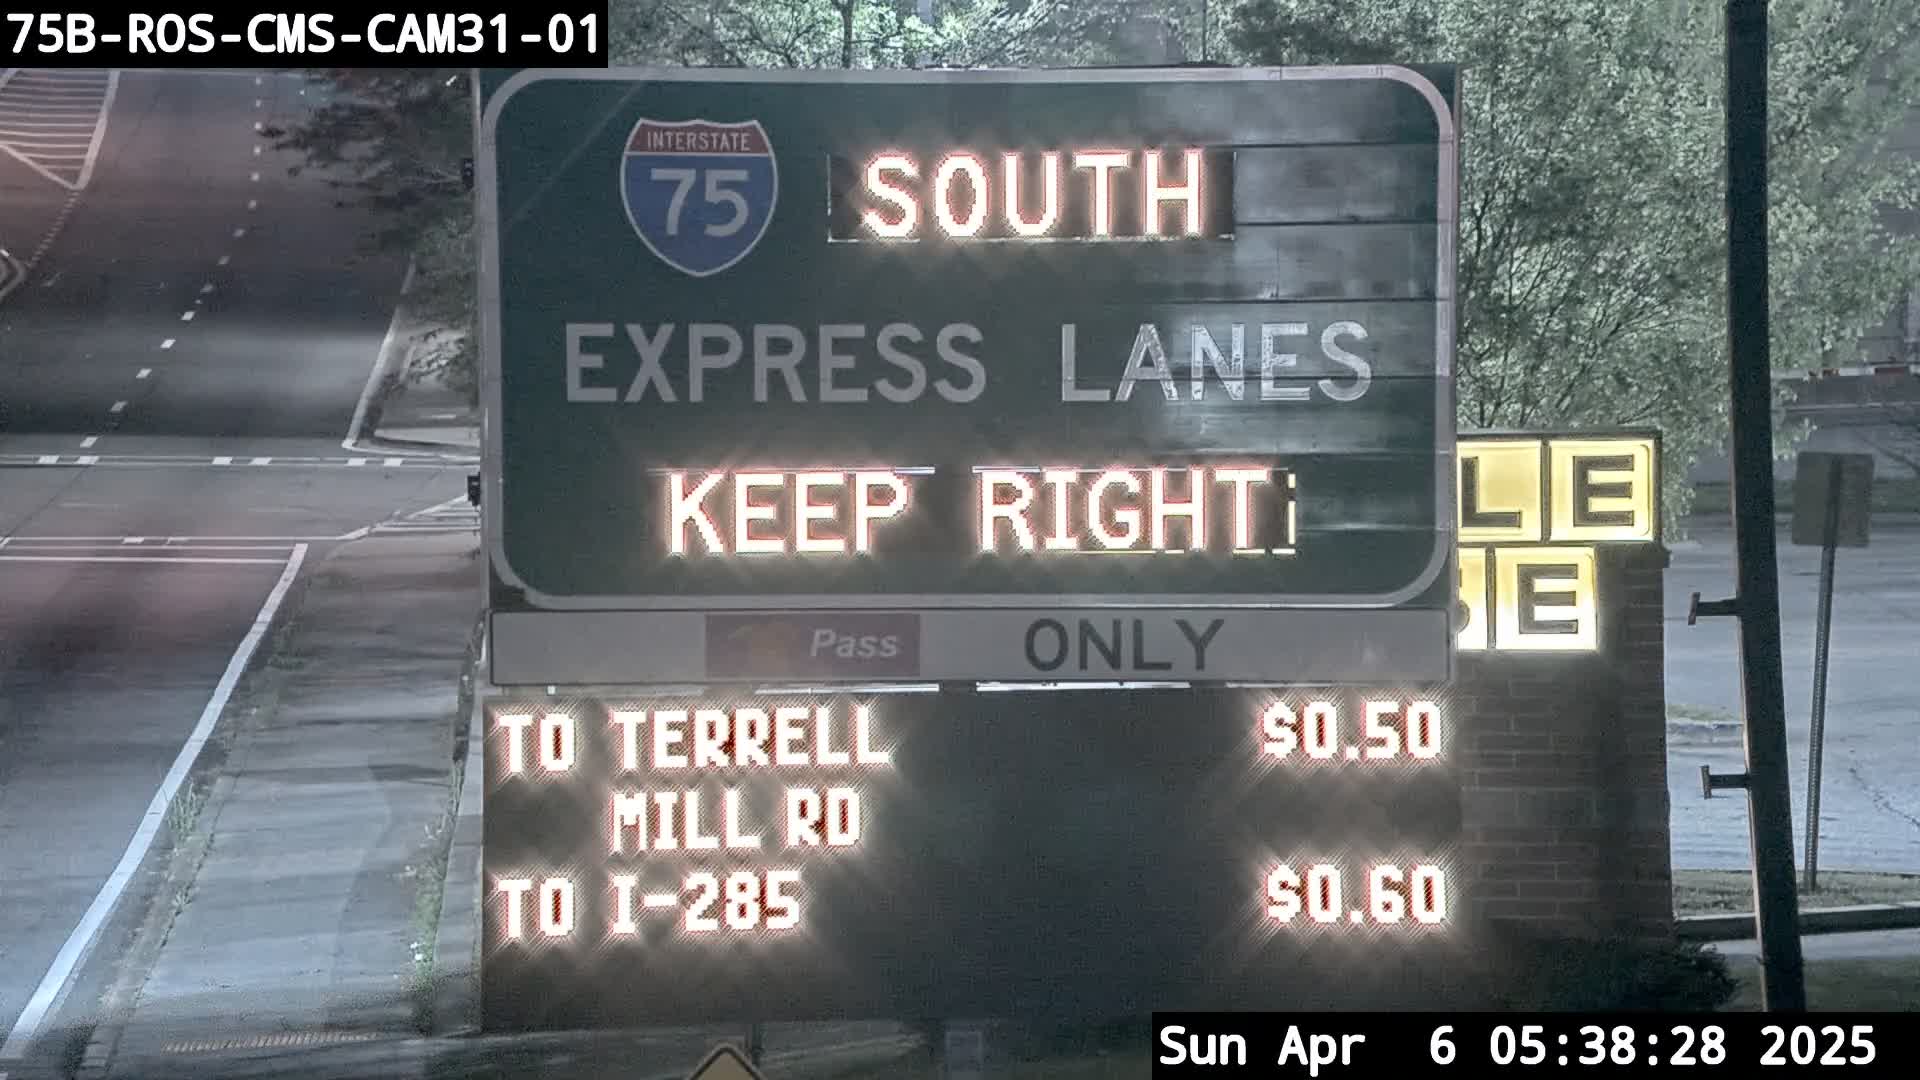 75B-ROS-CMS-CAM31-01
INTERSTATE
75
SOUTH
EXPRESS LANES
KEEP RIGHT
Pass ONLY
TO TERRELL $0.50
MILL RD
TO I-285 $0.60
LE
E
Sun Apr 6 05:38:28 2025